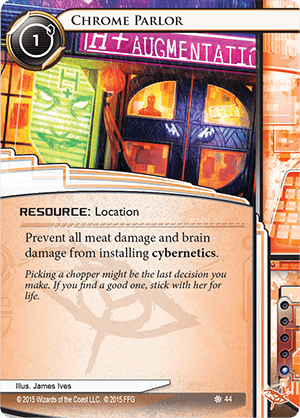 CHROME PARLOR
1
H+ AUGMENTATIO
RESOURCE: Location
Prevent all meat damage and brain
damage from installing cybernetics.
Picking a chopper might be the last decision you
make. If you find a good one, stick with her for
life.
Illus. James Ives
© 2015 Wizards of the Coast LLC. © 2015 FFG 44